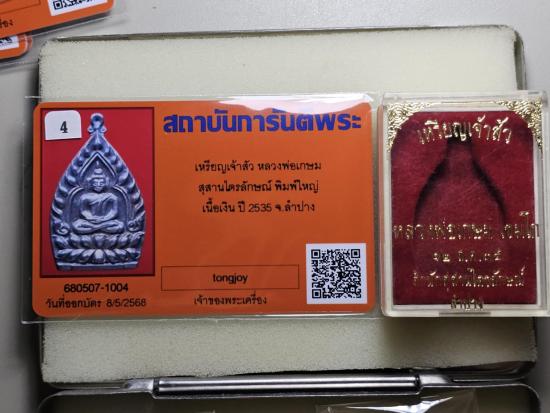 4
สถาบันการันตีพระ
เหรียญเจ้าสัว หลวงพ่อเกษม
สุสานไตรลักษณ์ พิมพ์ใหญ่
เนื้อเงิน ปี 2535 จ.ลำปาง
tongjoy
เจ้าของพระเครื่อง
680507-1004
วันที่ออกบัตร 8/5/2568
เหรียญเจ้าสัว
หลวงพ่อเกษม เขมโก
สำนักสุสานไตรลักษณ์
ลำปาง